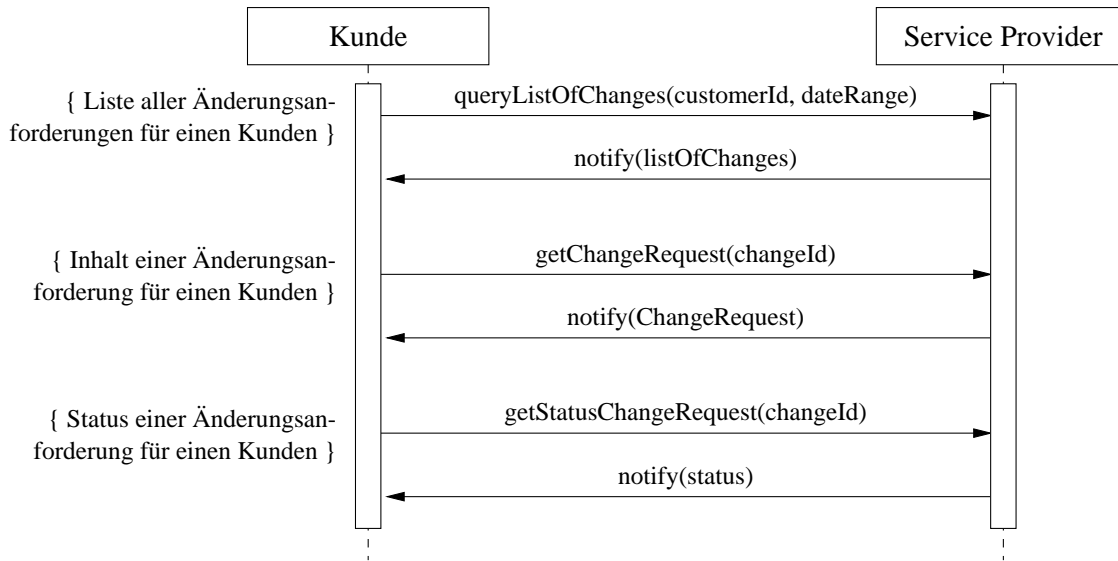 Kunde
Service Provider
{ Liste aller Änderungsan-
forderungen für einen Kunden }
queryListOfChanges(customerId, dateRange)
notify(listOfChanges)
{ Inhalt einer Änderungsan-
forderung für einen Kunden }
getChangeRequest(changeId)
notify(ChangeRequest)
{ Status einer Änderungsan-
forderung für einen Kunden }
getStatusChangeRequest(changeId)
notify(status)